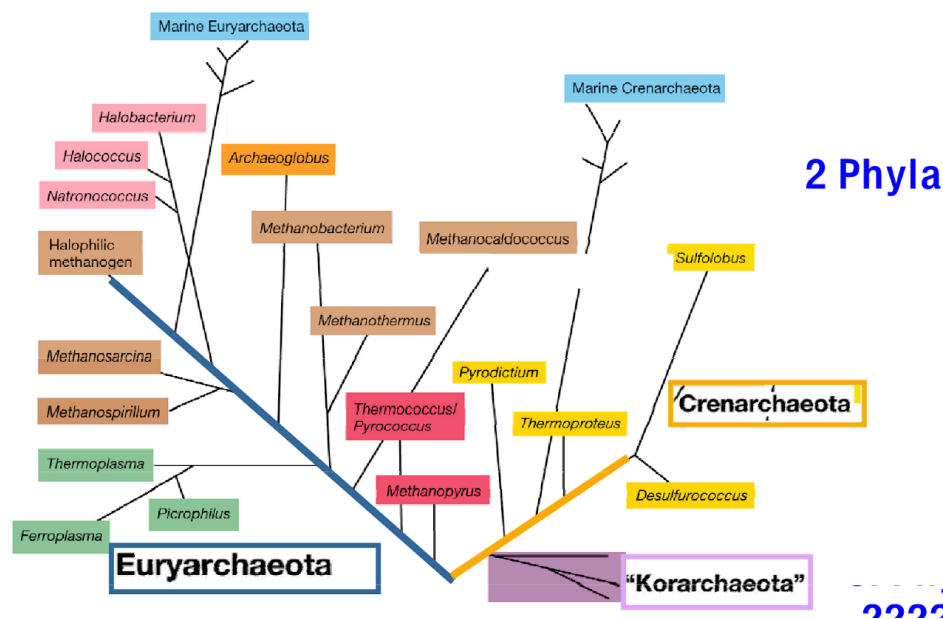 Marine Euryarchaeota
Marine Crenarchaeota
Halobacterium
Halococcus
Archaeoglobus
2 Phyla
Natronococcus
Methanobacterium
Methanocaldococcus
Halophilic
methanogen
Sulfolobus
Methanothermus
Methanosarcina
Pyrodictium
Methanospirillum
Thermococcus/
Pyrococcus
Crenarchaeota
Thermoproteus
Thermoplasma
Methanopyrus
Desulfurococcus
Picrophilus
Ferroplasma
Euryarchaeota
“Korarchaeota”